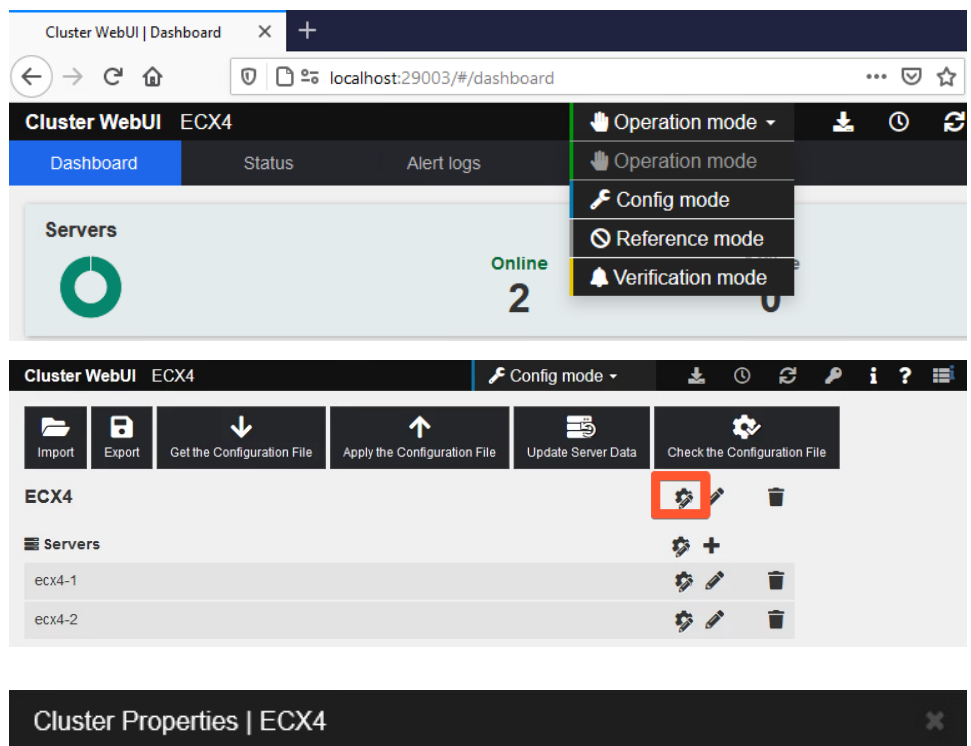 Cluster WebUI | Dashboard
localhost:29003/#/dashboard
Cluster WebUI ECX4 Operation mode
Dashboard Status Alert logs Operation mode
Config mode
Servers Reference mode
Online Verification mode
2 0
Cluster WebUI ECX4 Config mode
Import Export Get the Configuration File Apply the Configuration File Update Server Data Check the Configuration File
ECX4
Servers
ecx4-1
ecx4-2
Cluster Properties | ECX4